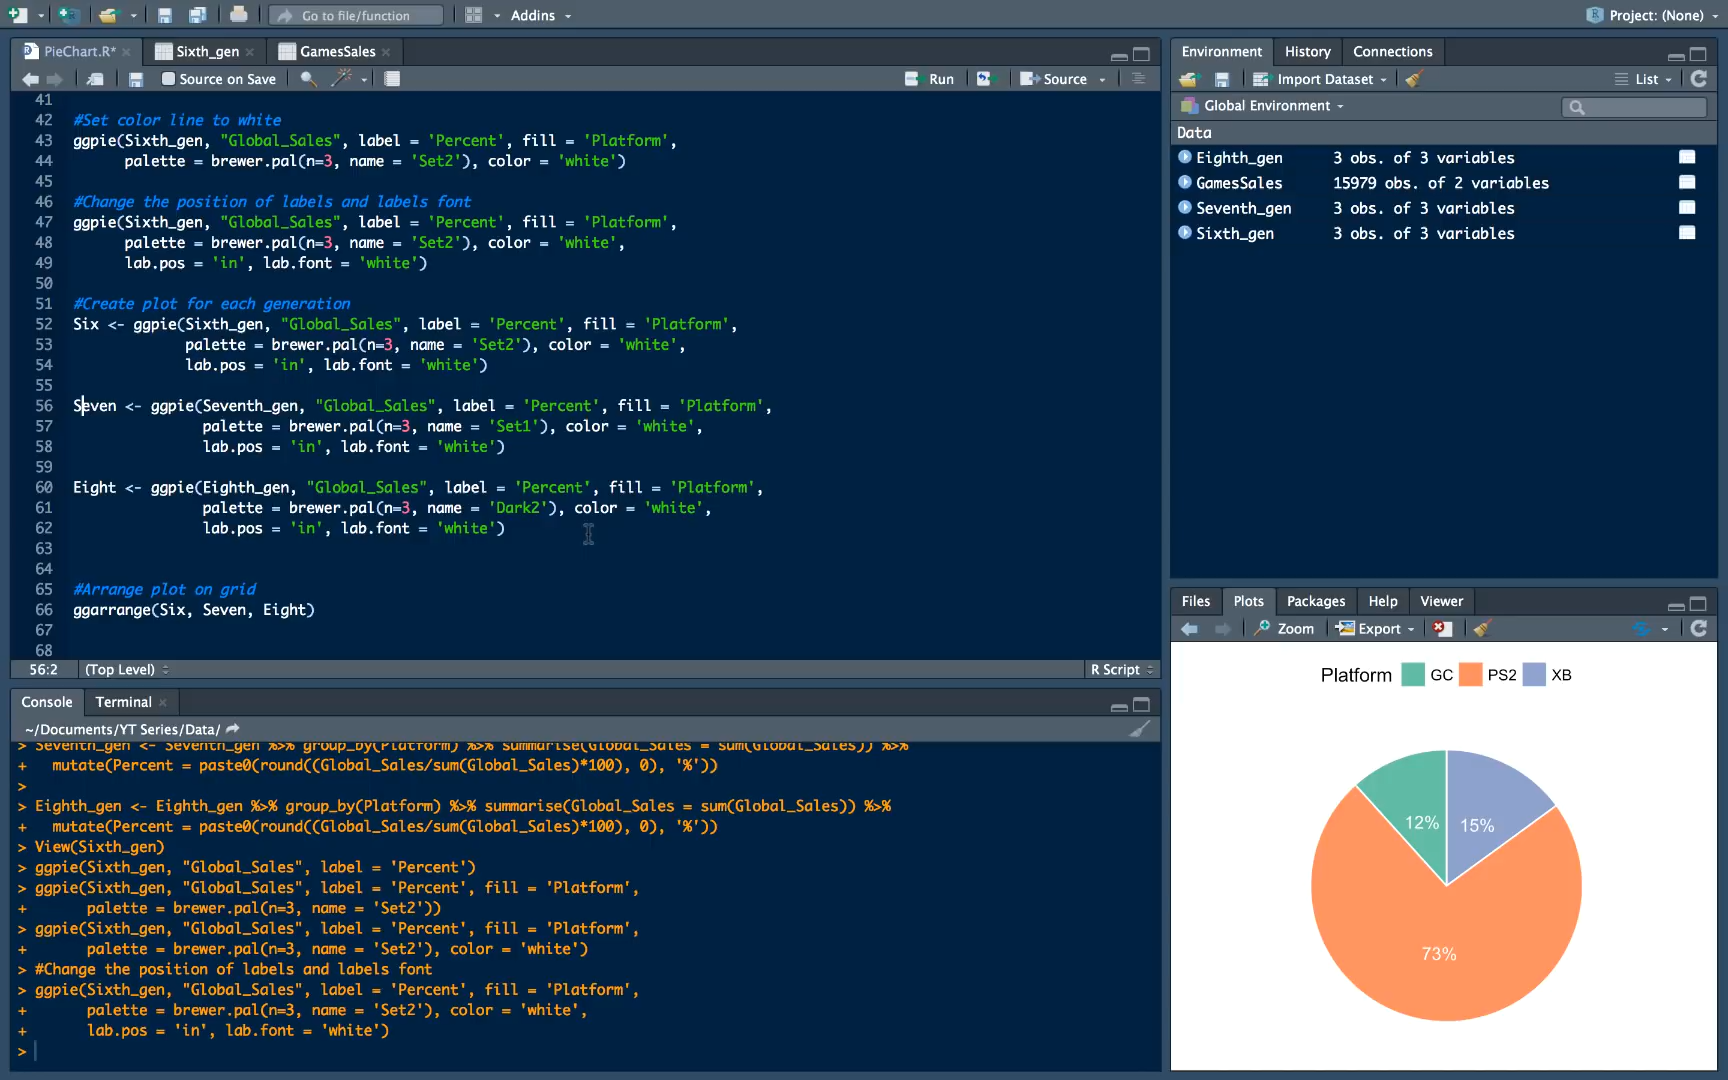 Go to file/function
Addins
Project: (None)
PieChart.R*
Sixth_gen
GamesSales
Source on Save
Run
Source
41
42 #Set color line to white
43 ggpie(Sixth_gen, "Global_Sales", label = 'Percent', fill = 'Platform',
44 palette = brewer.pal(n=3, name = 'Set2'), color = 'white')
45
46 #Change the position of labels and labels font
47 ggpie(Sixth_gen, "Global_Sales", label = 'Percent', fill = 'Platform',
48 palette = brewer.pal(n=3, name = 'Set2'), color = 'white',
49 lab.pos = 'in', lab.font = 'white')
50
51 #Create plot for each generation
52 Six <- ggpie(Sixth_gen, "Global_Sales", label = 'Percent', fill = 'Platform',
53 palette = brewer.pal(n=3, name = 'Set2'), color = 'white',
54 lab.pos = 'in', lab.font = 'white')
55
56 Seven <- ggpie(Seventh_gen, "Global_Sales", label = 'Percent', fill = 'Platform',
57 palette = brewer.pal(n=3, name = 'Set1'), color = 'white',
58 lab.pos = 'in', lab.font = 'white')
59
60 Eight <- ggpie(Eighth_gen, "Global_Sales", label = 'Percent', fill = 'Platform',
61 palette = brewer.pal(n=3, name = 'Dark2'), color = 'white',
62 lab.pos = 'in', lab.font = 'white')
63
64
65 #Arrange plot on grid
66 ggarrange(Six, Seven, Eight)
67
68
56:2 (Top Level)
R Script
Console Terminal
~/Documents/YT Series/Data/
> Seventh_gen <- Seventh_gen %>% group_by(Platform) %>% summarise(Global_Sales = sum(Global_Sales)) %>%
+ mutate(Percent = paste0(round((Global_Sales/sum(Global_Sales)*100), 0), '%'))
>
> Eighth_gen <- Eighth_gen %>% group_by(Platform) %>% summarise(Global_Sales = sum(Global_Sales)) %>%
+ mutate(Percent = paste0(round((Global_Sales/sum(Global_Sales)*100), 0), '%'))
> View(Sixth_gen)
> ggpie(Sixth_gen, "Global_Sales", label = 'Percent')
> ggpie(Sixth_gen, "Global_Sales", label = 'Percent', fill = 'Platform',
+ palette = brewer.pal(n=3, name = 'Set2'))
> ggpie(Sixth_gen, "Global_Sales", label = 'Percent', fill = 'Platform',
+ palette = brewer.pal(n=3, name = 'Set2'), color = 'white')
> #Change the position of labels and labels font
> ggpie(Sixth_gen, "Global_Sales", label = 'Percent', fill = 'Platform',
+ palette = brewer.pal(n=3, name = 'Set2'), color = 'white',
+ lab.pos = 'in', lab.font = 'white')
>
Environment History Connections
Import Dataset
List
Global Environment
Data
Eighth_gen 3 obs. of 3 variables
GamesSales 15979 obs. of 2 variables
Seventh_gen 3 obs. of 3 variables
Sixth_gen 3 obs. of 3 variables
Files Plots Packages Help Viewer
Zoom Export
Platform GC PS2 XB
12% 15%
73%